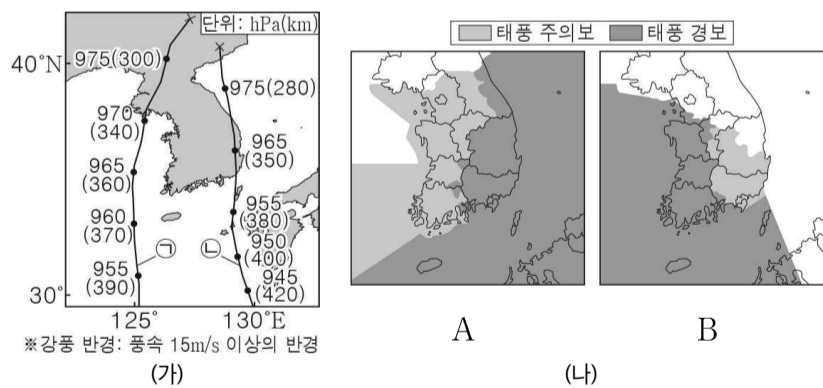 단위: hPa(km)
40°N
975(300)
975(280)
970
(340)
965
(350)
965
(360)
955
(380)
960
(370)
950
(400)
㉠
㉡
955
(390)
945
(420)
30°
125°
130°E
※강풍 반경: 풍속 15m/s 이상의 반경
(가)
태풍 주의보
태풍 경보
A
B
(나)